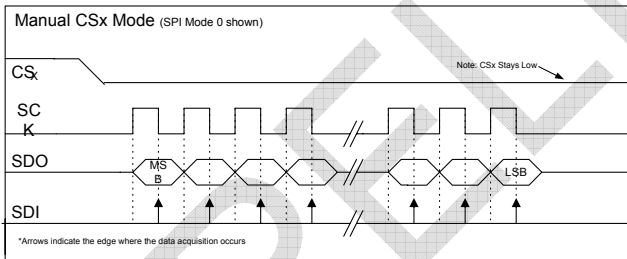 Manual CSx Mode (SPI Mode 0 shown)
CSx
Note: CSx Stays Low
SC
K
SDO
MS
B
LSB
SDI
*Arrows indicate the edge where the data acquisition occurs